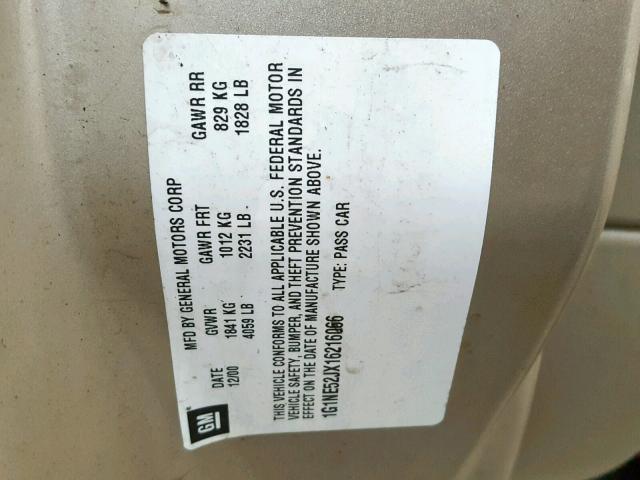 GM
MFD BY GENERAL MOTORS CORP
DATE GVWR GAWR FRT GAWR RR
12/00 1841 KG 1012 KG 829 KG
4059 LB 2231 LB 1828 LB
THIS VEHICLE CONFORMS TO ALL APPLICABLE U.S. FEDERAL MOTOR
VEHICLE SAFETY, BUMPER, AND THEFT PREVENTION STANDARDS IN
EFFECT ON THE DATE OF MANUFACTURE SHOWN ABOVE.
1G1NE52JX16216066 TYPE: PASS CAR